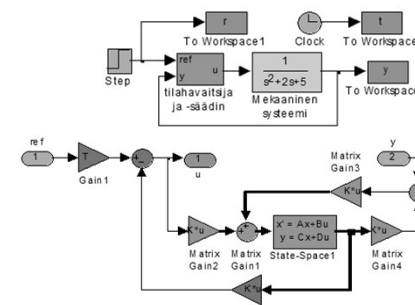 r
To Workspace1
Clock
t
To Workspace
Step
ref
y
u
tilahavaitsija
ja -säädin
1
s²+2s+5
Mekaaninen
systeemi
y
To Workspace
ref
1
T
Gain1
1
u
Matrix
Gain3
K*u
y
2
K*u
Matrix
Gain2
Matrix
Gain1
x' = Ax+Bu
y = Cx+Du
State-Space1
K*u
Matrix
Gain4
K*u